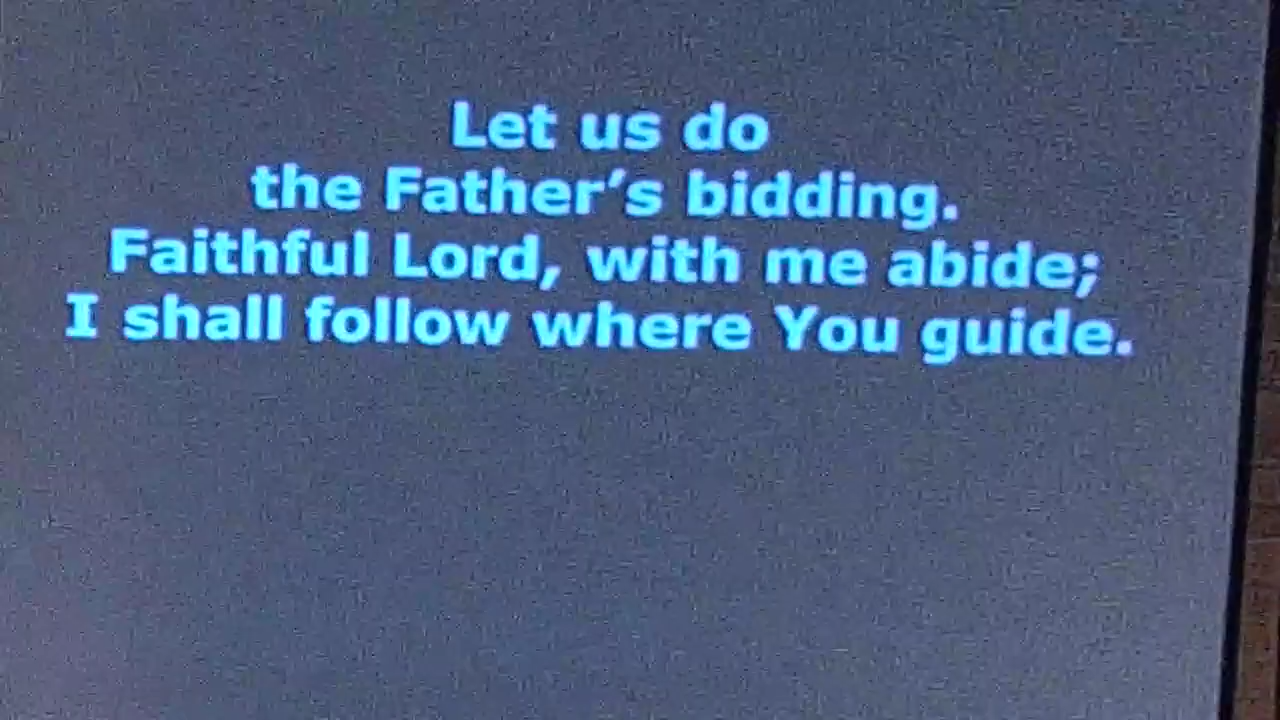 Let us do
the Father’s bidding.
Faithful Lord, with me abide;
I shall follow where You guide.